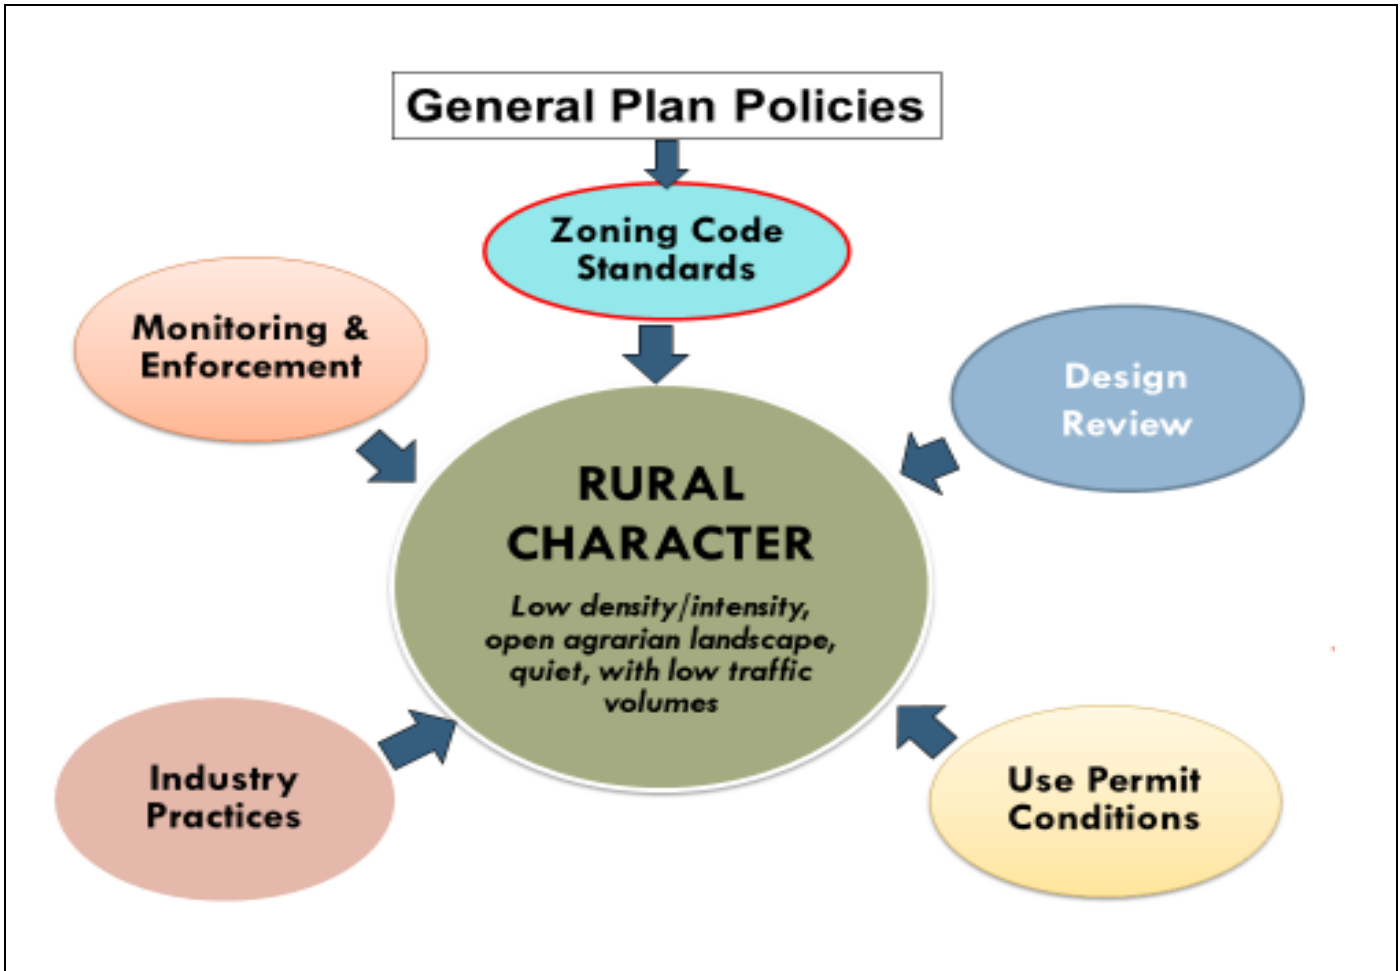 General Plan Policies
Zoning Code
Standards
Monitoring &
Enforcement
Design
Review
RURAL
CHARACTER
Low density/intensity,
open agrarian landscape,
quiet, with low traffic
volumes
Industry
Practices
Use Permit
Conditions